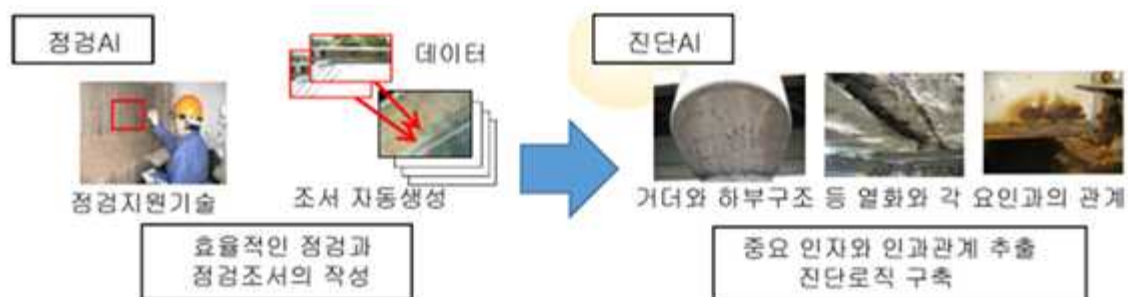 점검AI
데이터
점검지원기술
조서 자동생성
효율적인 점검과
점검조서의 작성
진단AI
거더와 하부구조 등 열화와 각 요인과의 관계
중요 인자와 인과관계 추출
진단로직 구축